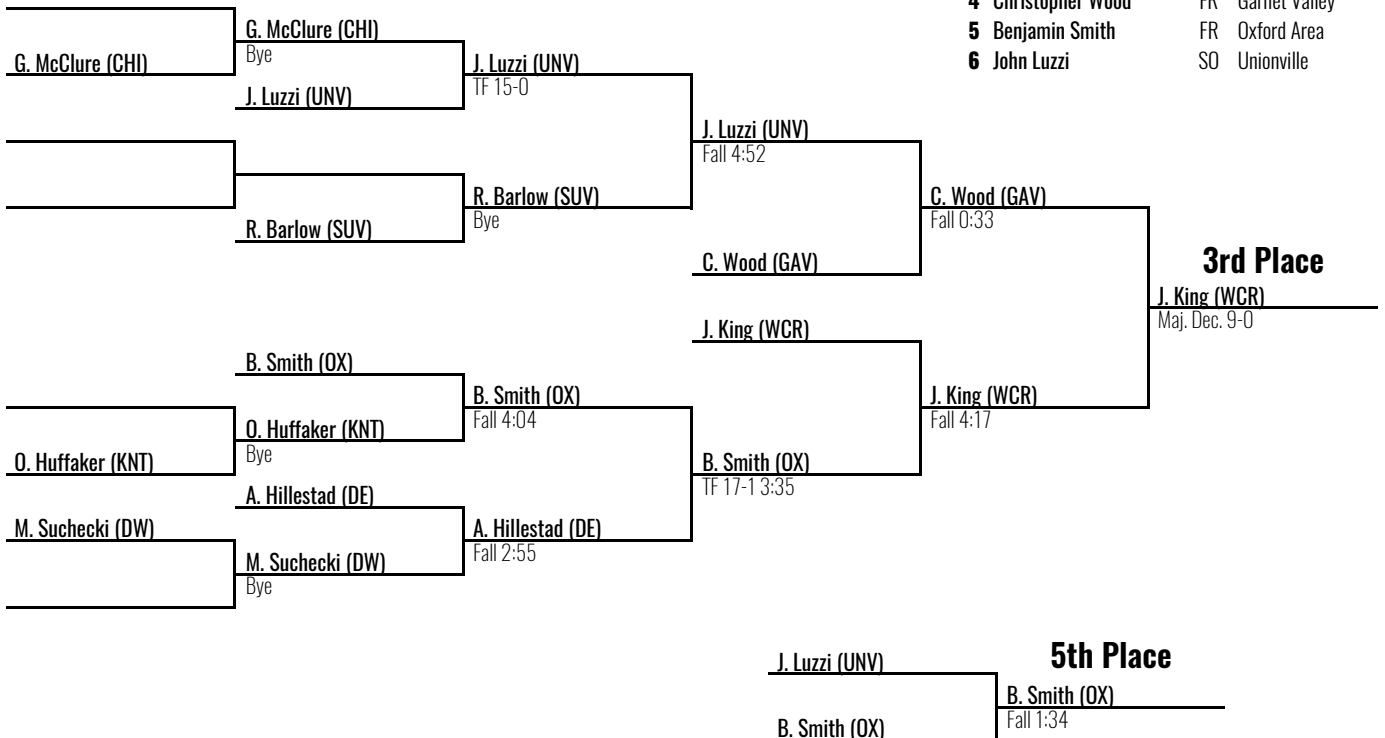 4 Christopher Wood FR Garnet Valley
5 Benjamin Smith FR Oxford Area
6 John Luzzi SO Unionville
G. McClure (CHI)
G. McClure (CHI)
Bye
J. Luzzi (UNV)
J. Luzzi (UNV)
TF 15-0
R. Barlow (SUV)
R. Barlow (SUV)
Bye
J. Luzzi (UNV)
Fall 4:52
C. Wood (GAV)
C. Wood (GAV)
Fall 0:33
3rd Place
J. King (WCR)
Maj. Dec. 9-0
J. King (WCR)
J. King (WCR)
Fall 4:17
B. Smith (OX)
B. Smith (OX)
Fall 4:04
O. Huffaker (KNT)
O. Huffaker (KNT)
Bye
B. Smith (OX)
TF 17-1 3:35
A. Hillestad (DE)
A. Hillestad (DE)
Fall 2:55
M. Suchecki (DW)
M. Suchecki (DW)
Bye
5th Place
J. Luzzi (UNV)
B. Smith (OX)
Fall 1:34
B. Smith (OX)